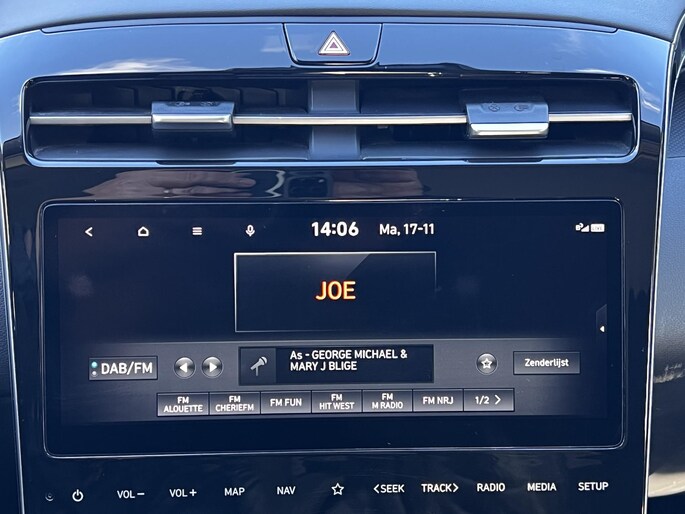 14:06 Ma, 17-11
JOE
DAB/FM
As - GEORGE MICHAEL &
MARY J BLIGE
Zenderlijst
FM
ALOUETTE
FM
CHERIEFM
FM FUN
FM
HIT WEST
FM
M RADIO
FM NRJ
1/2
VOL− VOL+ MAP NAV <SEEK TRACK> RADIO MEDIA SETUP